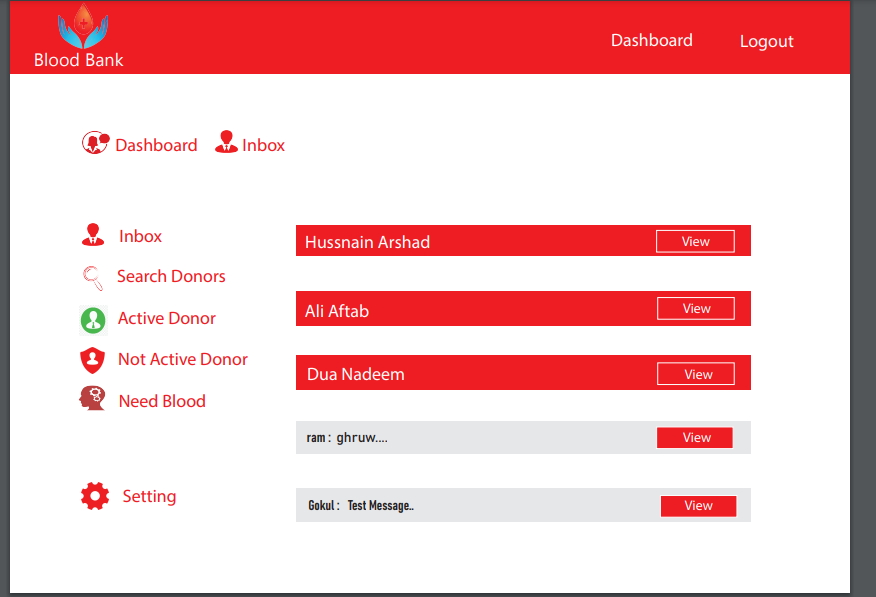 Blood Bank
Dashboard
Logout
Dashboard
Inbox
Inbox
Search Donors
Active Donor
Not Active Donor
Need Blood
Setting
Hussnain Arshad View
Ali Aftab View
Dua Nadeem View
ram : ghruw.... View
Gokul : Test Message.. View